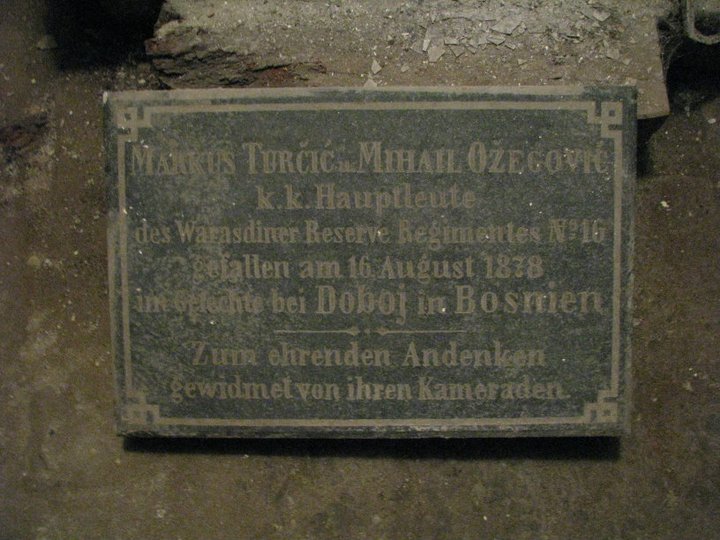 MARKUS TURČIĆ u. MIHAIL OŽEGOVIĆ
k. k. Hauptleute
des WARASDINER RESERVE REGIMENTES No 16
gefallen am 16 August 1878
im Gefechte bei DOBOJ in BOSNIEN
Zum ehrenden Andenken
gewidmet von ihren Kameraden.